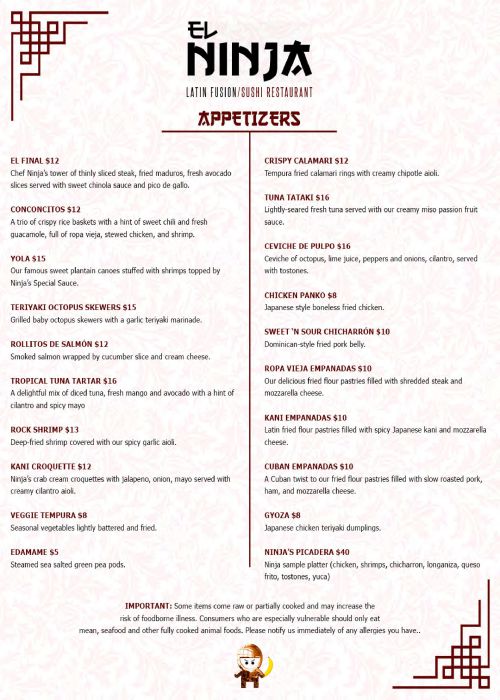 EL
NINJA
LATIN FUSION/SUSHI RESTAURANT
APPETIZERS
EL FINAL $12
Chef Ninja's tower of thinly sliced steak, fried maduros, fresh avocado
slices served with sweet chinola sauce and pico de gallo.
CONCONCITOS $12
A trio of crispy rice baskets with a hint of sweet chili and fresh
guacamole, full of ropa vieja, stewed chicken, and shrimp.
YOLA $15
Our famous sweet plantain canoes stuffed with shrimps topped by
Ninja's Special Sauce.
TERIYAKI OCTOPUS SKEWERS $15
Grilled baby octopus skewers with a garlic teriyaki marinade.
ROLLITOS DE SALMÓN $12
Smoked salmon wrapped by cucumber slice and cream cheese.
TROPICAL TUNA TARTAR $16
A delightful mix of diced tuna, fresh mango and avocado with a hint of
cilantro and spicy mayo
ROCK SHRIMP $13
Deep-fried shrimp covered with our spicy garlic aioli.
KANI CROQUETTE $12
Ninja's crab cream croquettes with jalapeno, onion, mayo served with
creamy cilantro aioli.
VEGGIE TEMPURA $8
Seasonal vegetables lightly battered and fried.
EDAMAME $5
Steamed sea salted green pea pods.
CRISPY CALAMARI $12
Tempura fried calamari rings with creamy chipotle aioli.
TUNA TATAKI $16
Lightly-seared fresh tuna served with our creamy miso passion fruit
sauce.
CEVICHE DE PULPO $16
Ceviche of octopus, lime juice, peppers and onions, cilantro, served
with tostones.
CHICKEN PANKO $8
Japanese style boneless fried chicken.
SWEET 'N SOUR CHICHARRÓN $10
Dominican-style fried pork belly.
ROPA VIEJA EMPANADAS $10
Our delicious fried flour pastries filled with shredded steak and
mozzarella cheese.
KANI EMPANADAS $10
Latin fried flour pastries filled with spicy Japanese kani and mozzarella
cheese.
CUBAN EMPANADAS $10
A Cuban twist to our fried flour pastries filled with slow roasted pork,
ham, and mozzarella cheese.
GYOZA $8
Japanese chicken teriyaki dumplings.
NINJA'S PICADERA $40
Ninja sample platter (chicken, shrimps, chicharron, longaniza, queso
frito, tostones, yuca)
IMPORTANT: Some items come raw or partially cooked and may increase the
risk of foodborne illness. Consumers who are especially vulnerable should only eat
mean, seafood and other fully cooked animal foods. Please notify us immediately of any allergies you have..